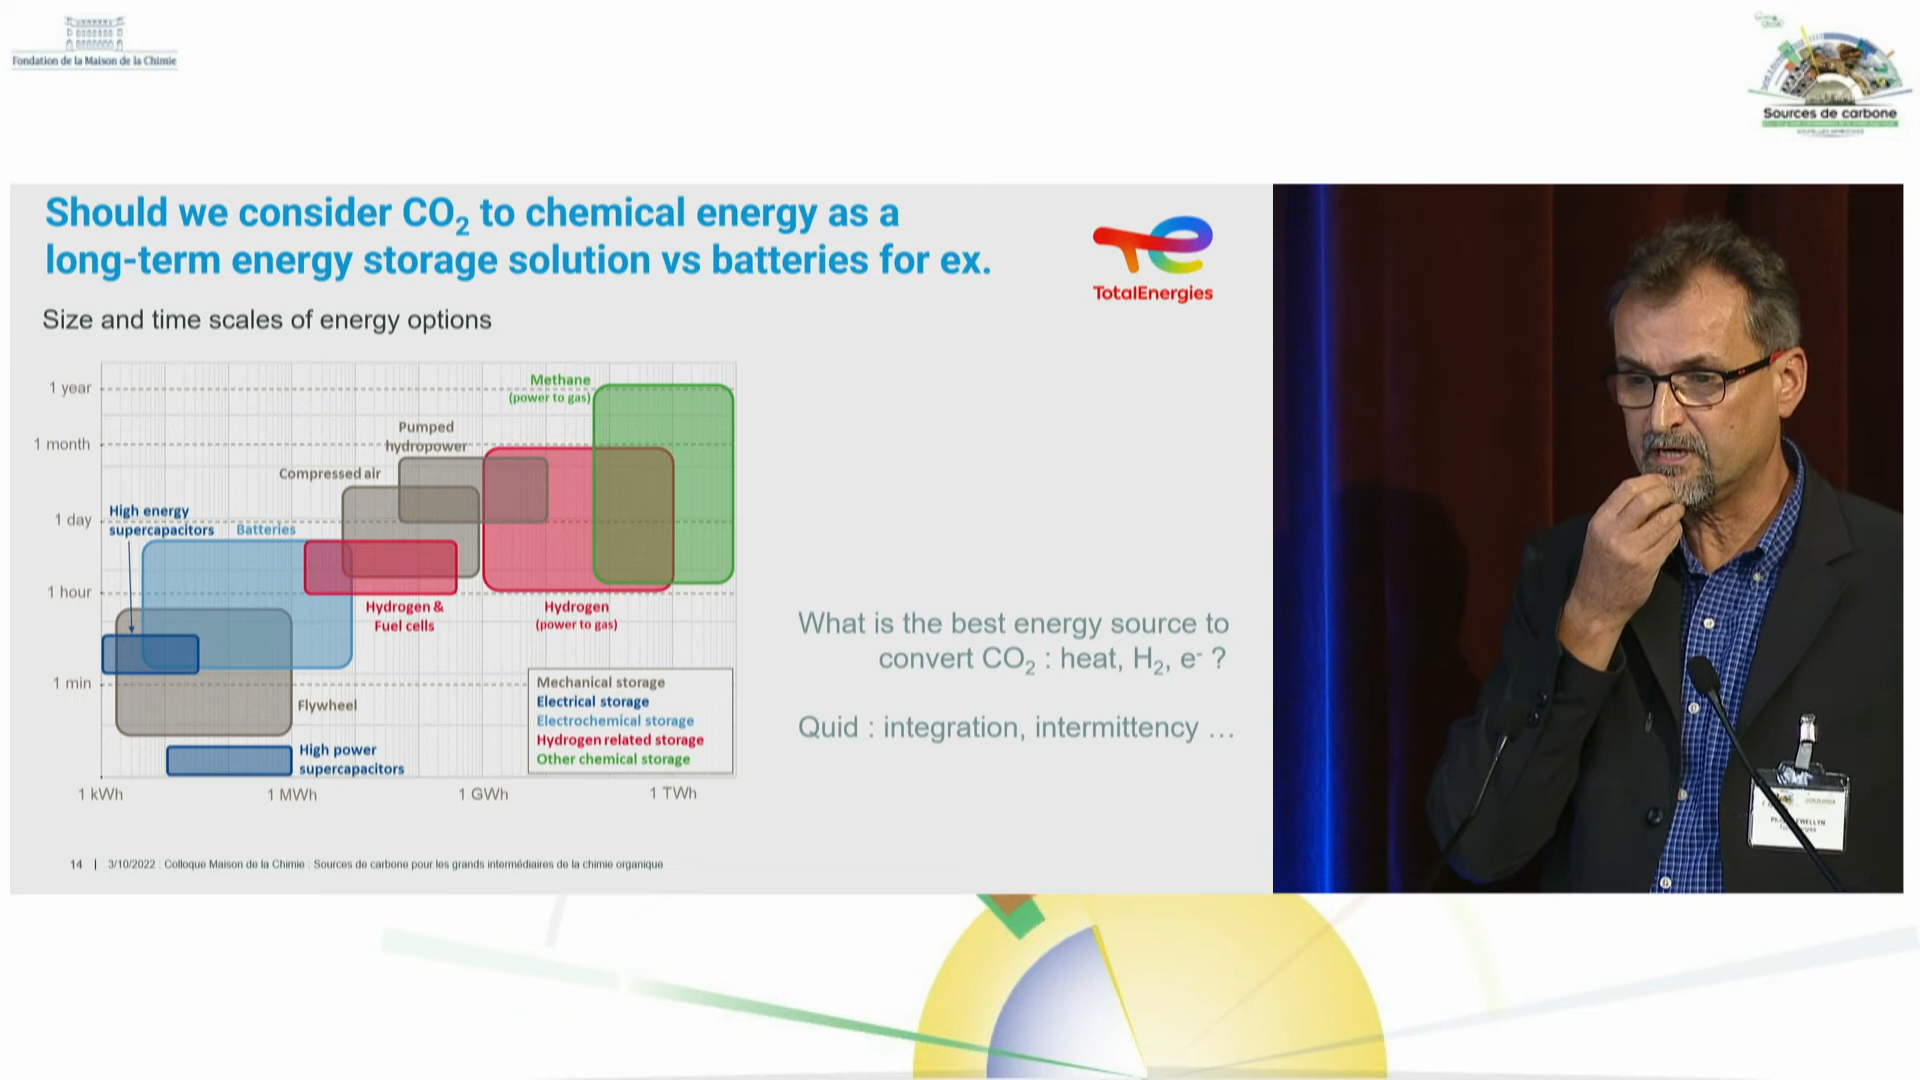 Fondation de la Maison de la Chimie
Sources de carbone
Should we consider CO₂ to chemical energy as a
long-term energy storage solution vs batteries for ex.
TotalEnergies
Size and time scales of energy options
1 year
1 month
1 day
1 hour
1 min
Methane
(power to gas)
Pumped
hydropower
Compressed air
High energy
supercapacitors
Batteries
Hydrogen &
Fuel cells
Hydrogen
(power to gas)
Flywheel
High power
supercapacitors
Mechanical storage
Electrical storage
Electrochemical storage
Hydrogen related storage
Other chemical storage
1 kWh
1 MWh
1 GWh
1 TWh
What is the best energy source to
convert CO₂ : heat, H₂, e⁻ ?
Quid : integration, intermittency …
14 | 3/10/2022 : Colloque Maison de la Chimie : Sources de carbone pour les grands intermédiaires de la chimie organique